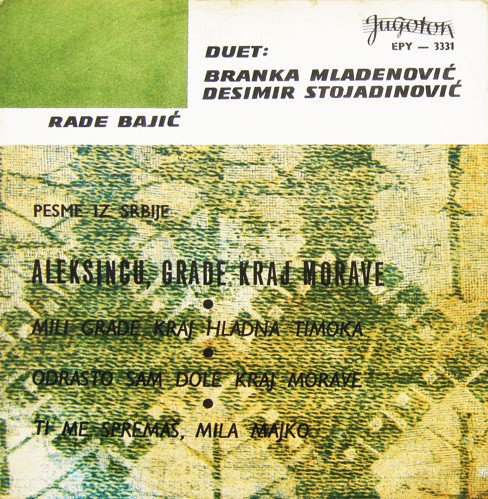 Jugoton
EPY — 3331
DUET:
BRANKA MLADENOVIĆ
DESIMIR STOJADINOVIĆ
RADE BAJIĆ
PESME IZ SRBIJE
ALEKSINCU, GRADE KRAJ MORAVE
•
MILI GRADE KRAJ HLADNA TIMOKA
•
ODRASTO SAM DOLE KRAJ MORAVE
•
TI ME SPREMAŠ, MILA MAJKO